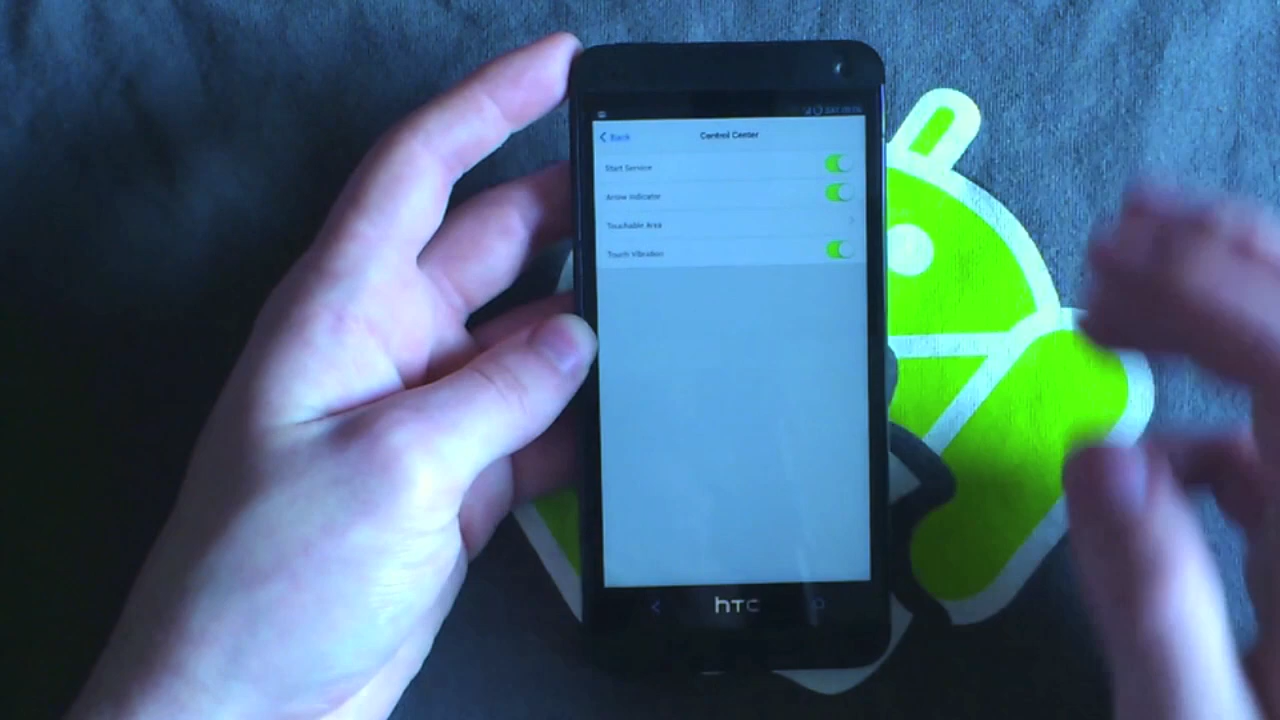 Back Control Center
Start Service
Arrow Indicator
Touchable Area
Touch Vibration
hTC